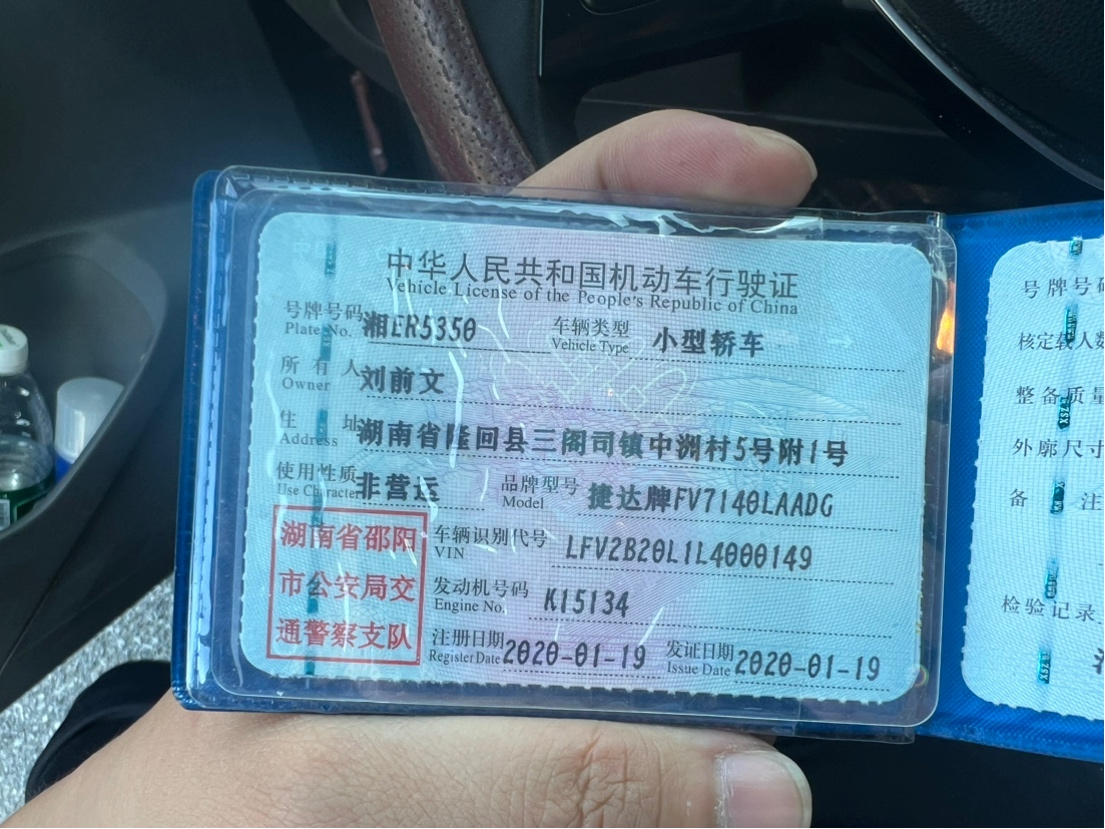 中华人民共和国机动车行驶证
Vehicle License of the People's Republic of China
号牌号码 湘ER5350 车辆类型 小型轿车
Plate No. Vehicle Type
所有人 刘前文
Owner
住址 湖南省隆回县三阁司镇中洲村5号附1号
Address
使用性质 非营运 品牌型号 捷达牌FV7140LAADG
Use Character Model
湖南省邵阳
市公安局交
通警察支队
车辆识别代号 LFV2B20L1L4000149
VIN
发动机号码 K15134
Engine No.
注册日期 2020-01-19 发证日期 2020-01-19
Register Date Issue Date
号牌号码
核定载人数
整备质量
外廓尺寸
备注
检验记录